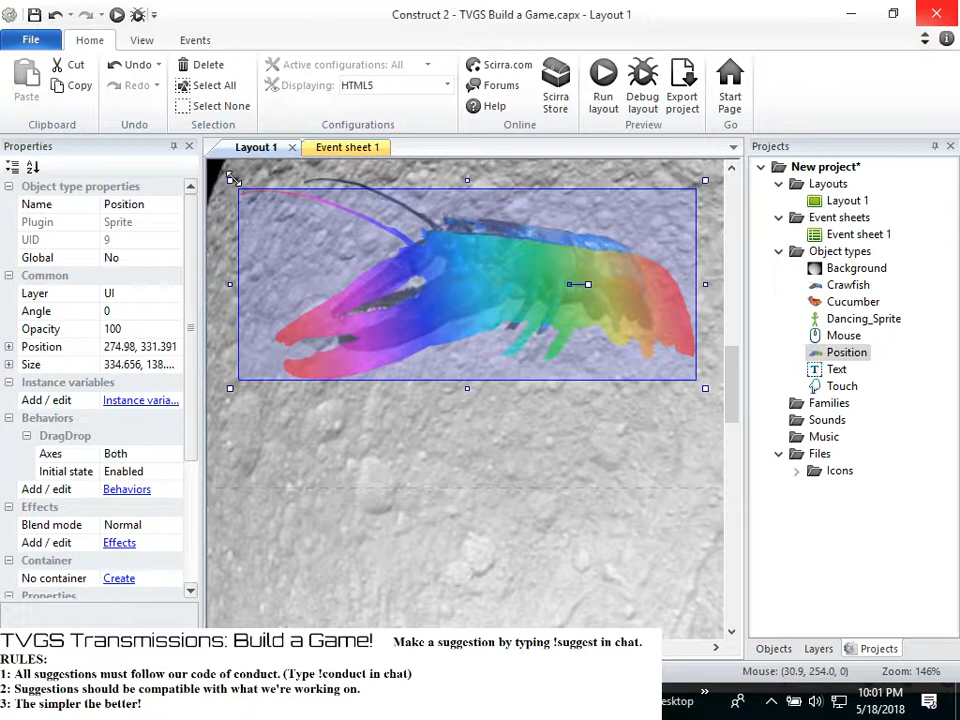 Construct 2 - TVGS Build a Game.capx - Layout 1
File Home View Events
Paste Cut Copy Clipboard
Undo Redo Undo
Delete Select All Select None Selection
Active configurations: All
Displaying: HTML5
Configurations
Scirra.com Forums Help Scirra Store Online
Run layout Debug layout Export project Preview
Start Page Go
Properties
Layout 1 Event sheet 1
Projects
Object type properties
Name Position
Plugin Sprite
UID 9
Global No
Common
Layer UI
Angle 0
Opacity 100
Position 274.98, 331.391
Size 334.656, 138....
Instance variables
Add / edit Instance varia...
Behaviors
DragDrop
Axes Both
Initial state Enabled
Add / edit Behaviors
Effects
Blend mode Normal
Add / edit Effects
Container
No container Create
Properties
New project*
Layouts
Layout 1
Event sheets
Event sheet 1
Object types
Background
Crawfish
Cucumber
Dancing_Sprite
Mouse
Position
Text
Touch
Families
Sounds
Music
Files
Icons
Objects Layers Projects
Mouse: (30.9, 254.0, 0) Zoom: 146%
TVGS Transmissions: Build a Game! Make a suggestion by typing !suggest in chat.
RULES:
1: All suggestions must follow our code of conduct. (Type !conduct in chat)
2: Suggestions should be compatible with what we're working on.
3: The simpler the better!
esktop
10:01 PM
5/18/2018